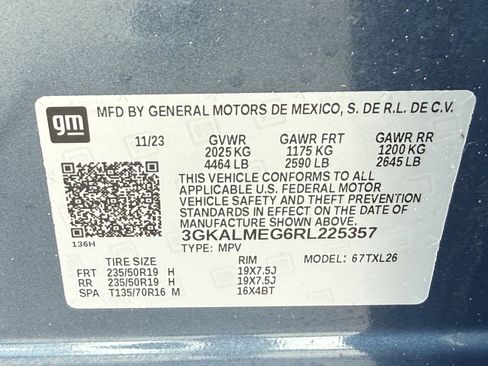 gm
MFD BY GENERAL MOTORS DE MEXICO, S. DE R.L. DE C.V.
11/23 GVWR GAWR FRT GAWR RR
2025 KG 1175 KG 1200 KG
4464 LB 2590 LB 2645 LB
THIS VEHICLE CONFORMS TO ALL
APPLICABLE U.S. FEDERAL MOTOR
VEHICLE SAFETY AND THEFT PREVENTION
STANDARDS IN EFFECT ON THE DATE OF
MANUFACTURE SHOWN ABOVE.
3GKALMEG6RL225357
136H TYPE: MPV
TIRE SIZE RIM MODEL: 67TXL26
FRT 235/50R19 H 19X7.5J
RR 235/50R19 H 19X7.5J
SPA T135/70R16 M 16X4BT